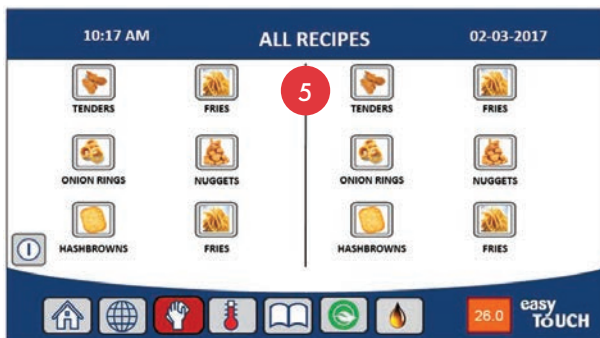 10:17 AM ALL RECIPES 02-03-2017
TENDERS FRIES 5 TENDERS FRIES
ONION RINGS NUGGETS ONION RINGS NUGGETS
HASHBROWNS FRIES HASHBROWNS FRIES
26.0 easy TOUCH